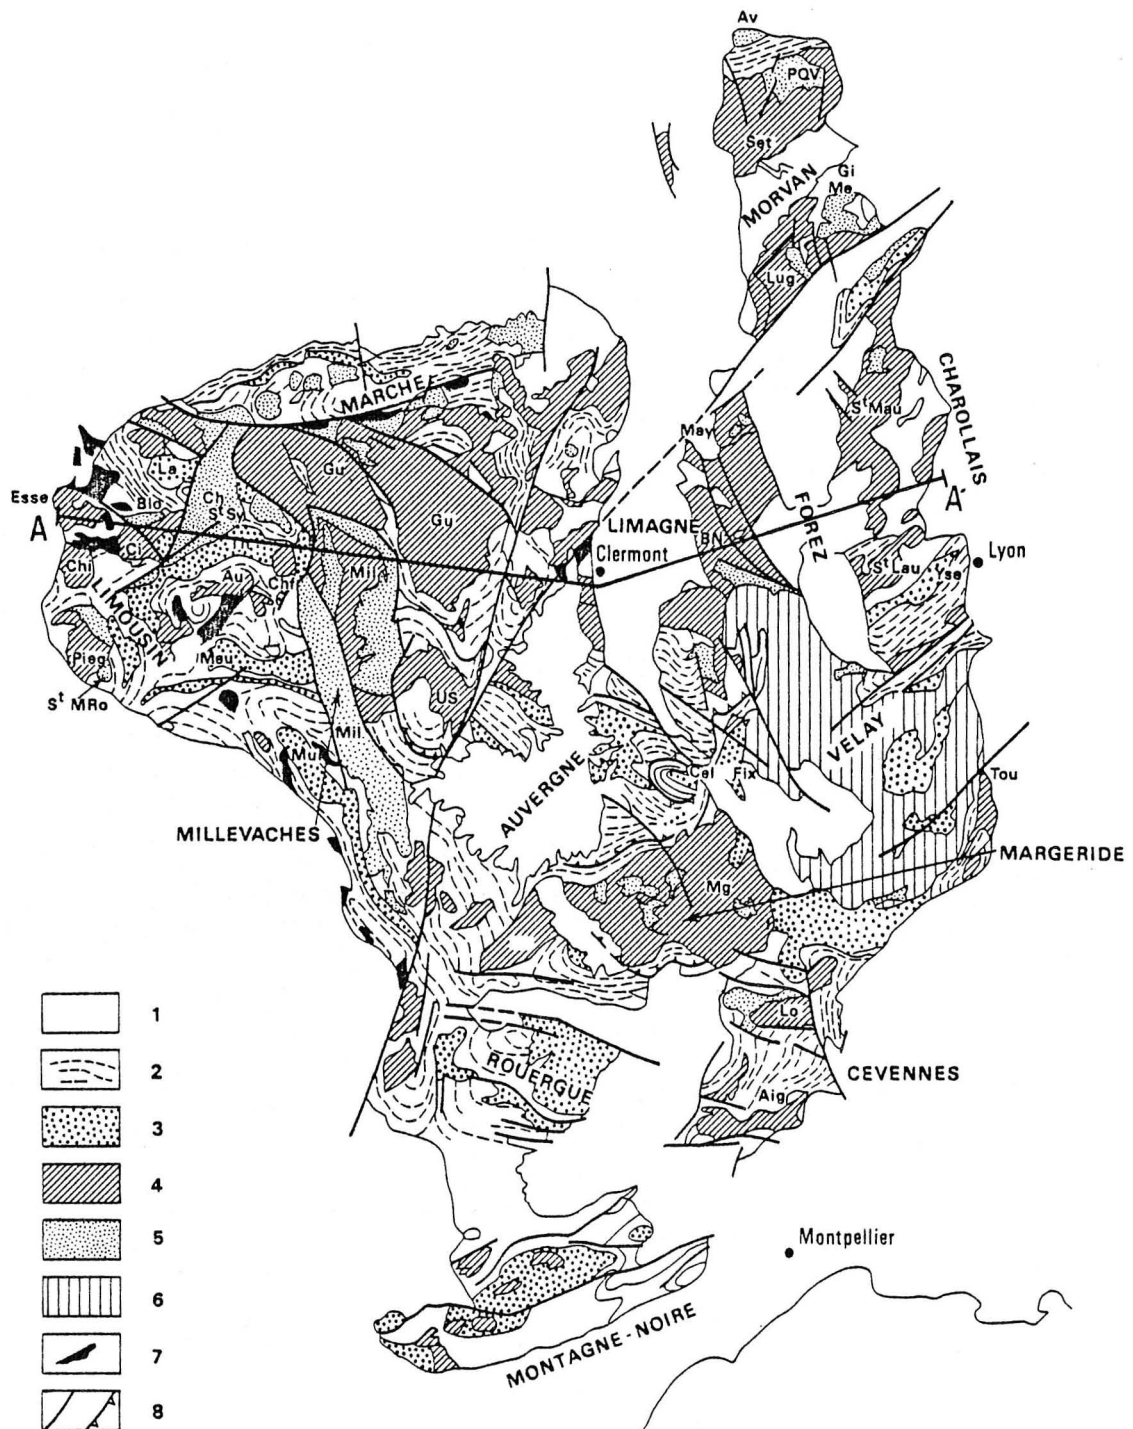 Av
PQV
Set
MORVAN
Gi
Me
Lug
MARCHE
CHAROLLAIS
St Mau
May
La
Gu
Esse
Blo
Ch
St Sy
Gu
A
A'
LIMAGNE
FOREZ
BN
Clermont
Lyon
Ci
Chi
Mil
St Lau
Yse
Au
Chf
LIMOUSIN
Pieg
Meu
St MRo
US
Mil
Mul
VELAY
AUVERGNE
Cel
Fix
Tou
MILLEVACHES
MARGERIDE
Mg
Lo
ROUERGUE
CEVENNES
Aig
1
2
3
4
5
6
7
8
Montpellier
MONTAGNE-NOIRE